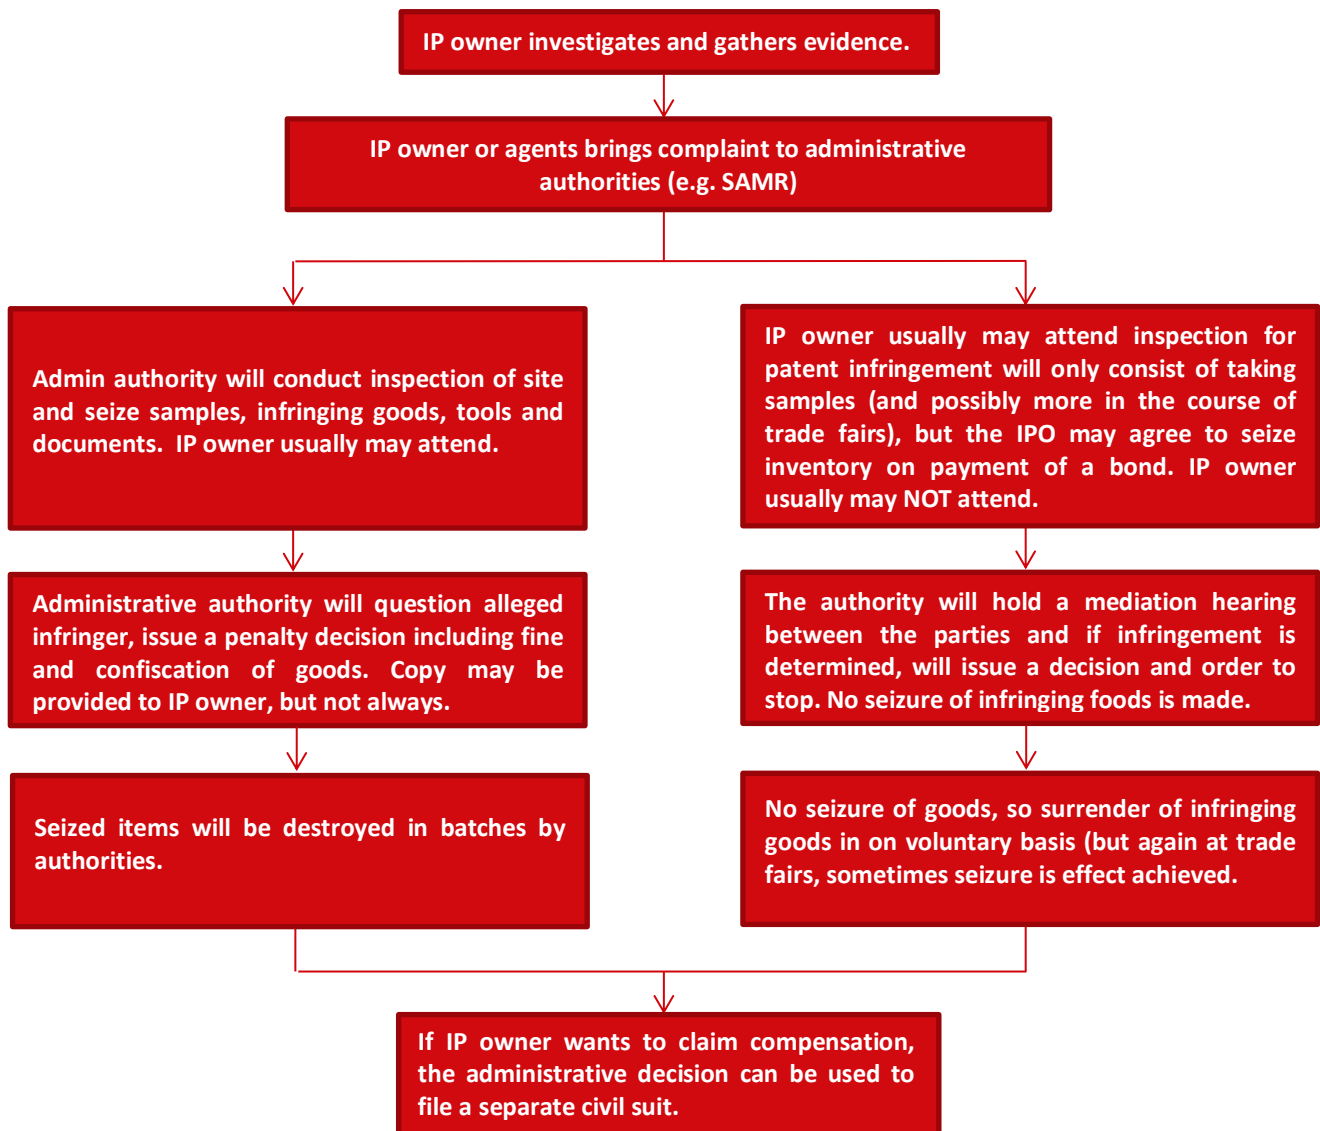 IP owner investigates and gathers evidence.
IP owner or agents brings complaint to administrative
authorities (e.g. SAMR)
Admin authority will conduct inspection of site
and seize samples, infringing goods, tools and
documents. IP owner usually may attend.
IP owner usually may attend inspection for
patent infringement will only consist of taking
samples (and possibly more in the course of
trade fairs), but the IPO may agree to seize
inventory on payment of a bond. IP owner
usually may NOT attend.
Administrative authority will question alleged
infringer, issue a penalty decision including fine
and confiscation of goods. Copy may be
provided to IP owner, but not always.
The authority will hold a mediation hearing
between the parties and if infringement is
determined, will issue a decision and order to
stop. No seizure of infringing foods is made.
Seized items will be destroyed in batches by
authorities.
No seizure of goods, so surrender of infringing
goods in on voluntary basis (but again at trade
fairs, sometimes seizure is effect achieved.
If IP owner wants to claim compensation,
the administrative decision can be used to
file a separate civil suit.